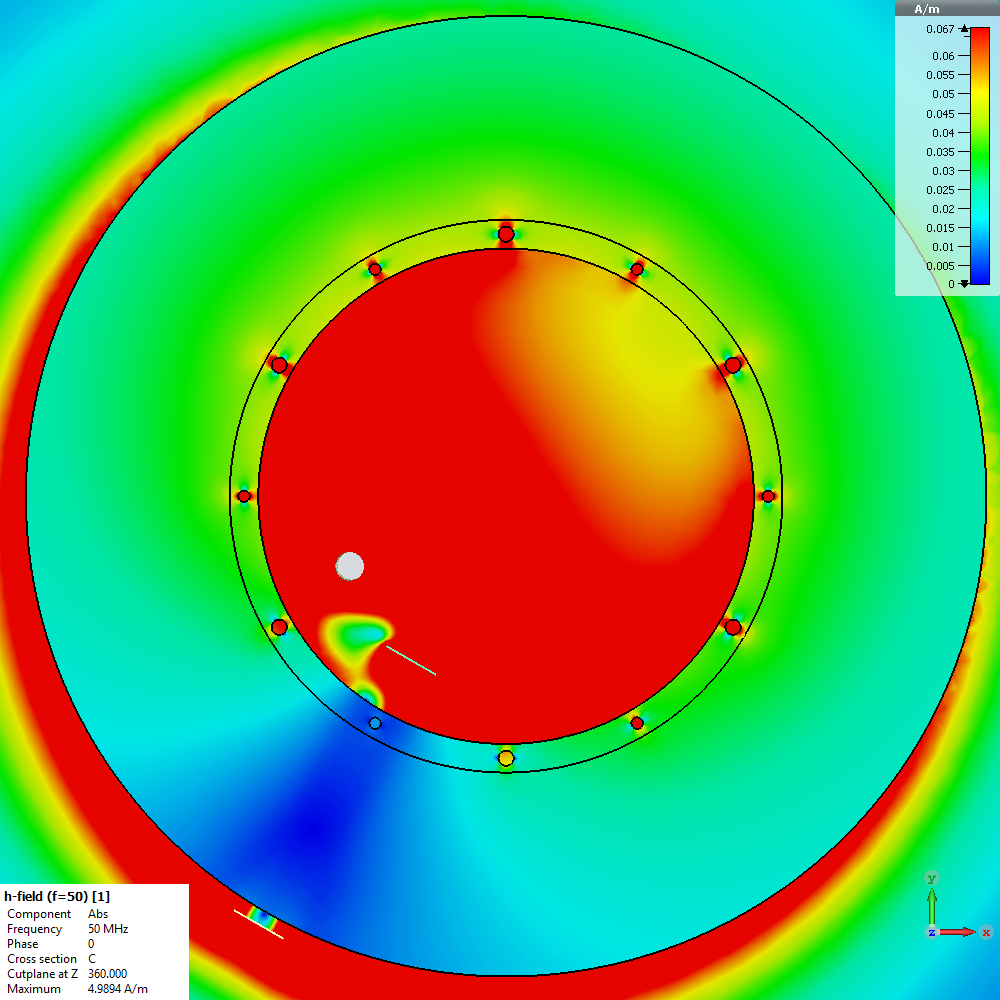 A/m
0.067
0.06
0.055
0.05
0.045
0.04
0.035
0.03
0.025
0.02
0.015
0.01
0.005
0
h-field (f=50) [1]
Component Abs
Frequency 50 MHz
Phase 0
Cross section C
Cutplane at Z 360.000
Maximum 4.9894 A/m
y
z x